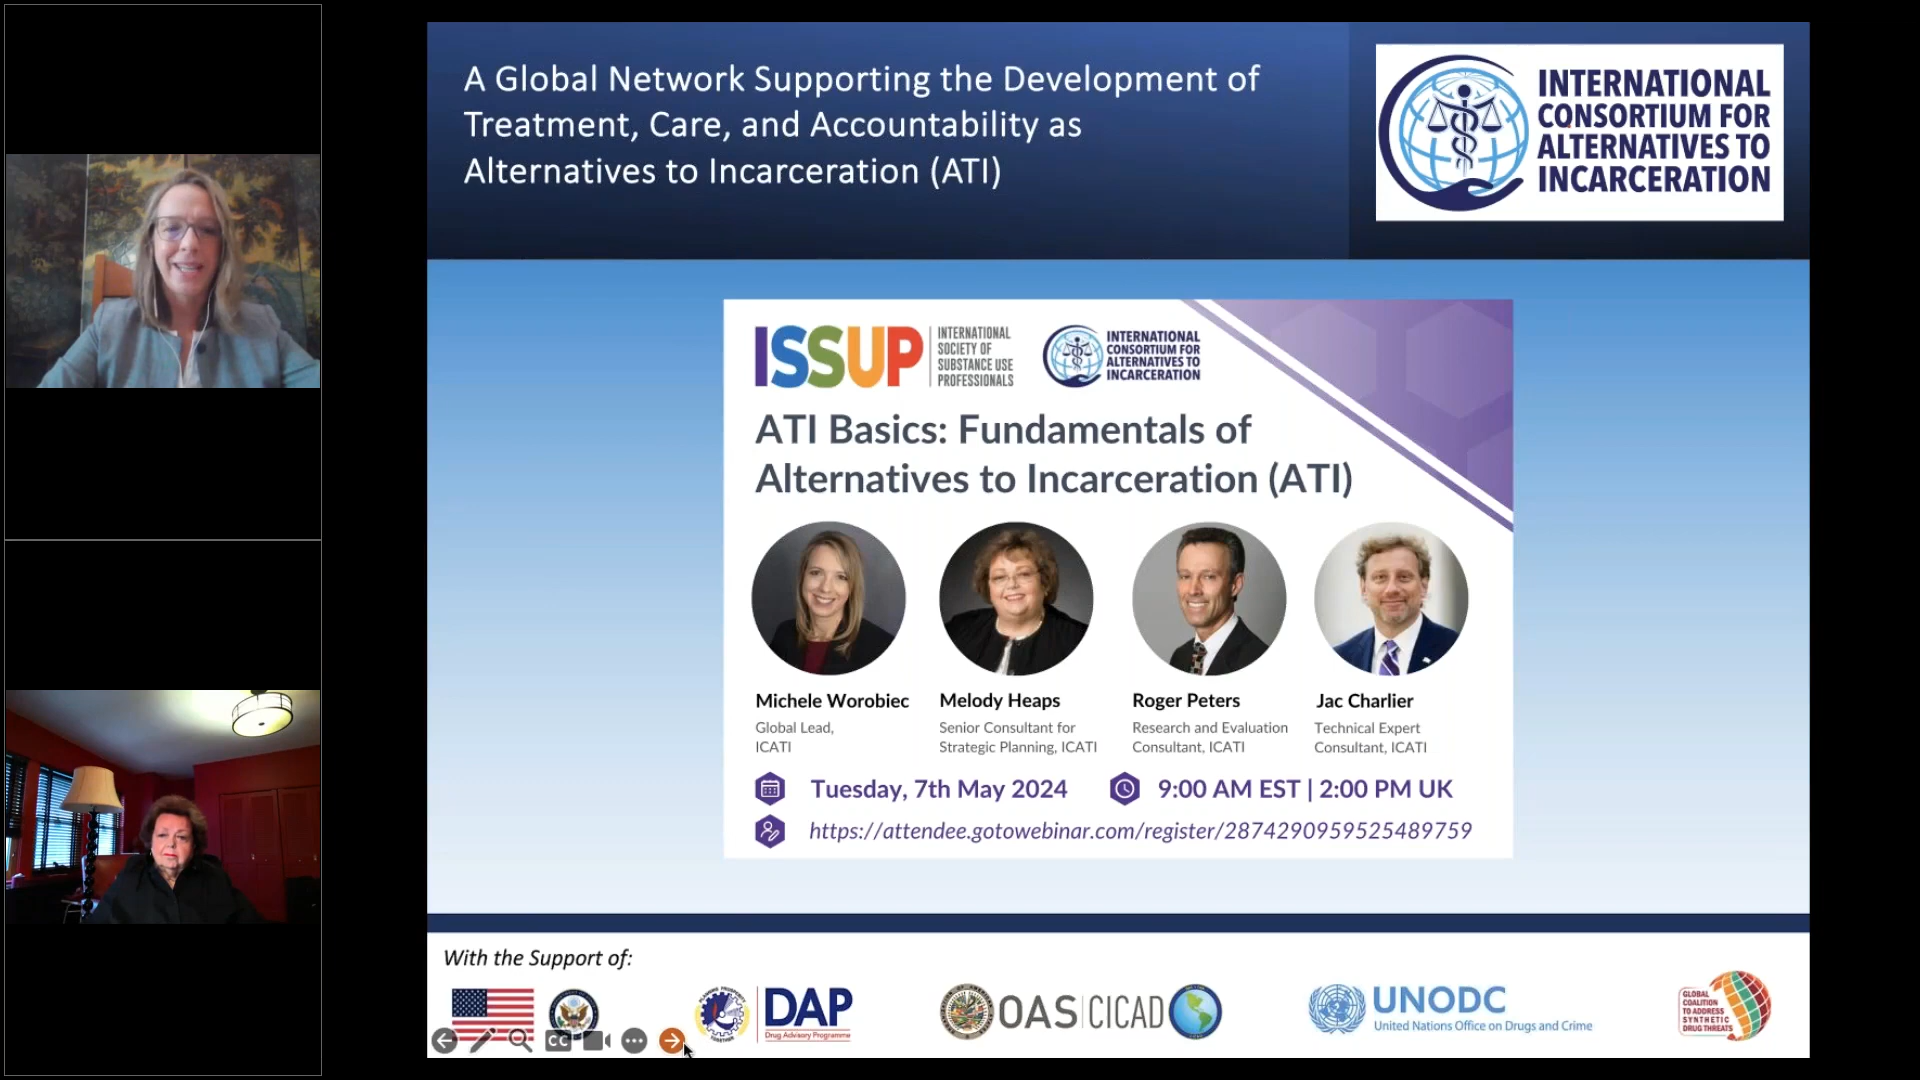 A Global Network Supporting the Development of
Treatment, Care, and Accountability as
Alternatives to Incarceration (ATI)
INTERNATIONAL
CONSORTIUM FOR
ALTERNATIVES TO
INCARCERATION
ISSUP
INTERNATIONAL
SOCIETY OF
SUBSTANCE USE
PROFESSIONALS
INTERNATIONAL
CONSORTIUM FOR
ALTERNATIVES TO
INCARCERATION
ATI Basics: Fundamentals of
Alternatives to Incarceration (ATI)
Michele Worobiec
Global Lead,
ICATI
Melody Heaps
Senior Consultant for
Strategic Planning, ICATI
Roger Peters
Research and Evaluation
Consultant, ICATI
Jac Charlier
Technical Expert
Consultant, ICATI
Tuesday, 7th May 2024
9:00 AM EST | 2:00 PM UK
https://attendee.gotowebinar.com/register/2874290959525489759
With the Support of:
DAP
Drug Advisory Programme
OAS | CICAD
UNODC
United Nations Office on Drugs and Crime
GLOBAL
COALITION
TO ADDRESS
SYNTHETIC
DRUG THREATS
CC